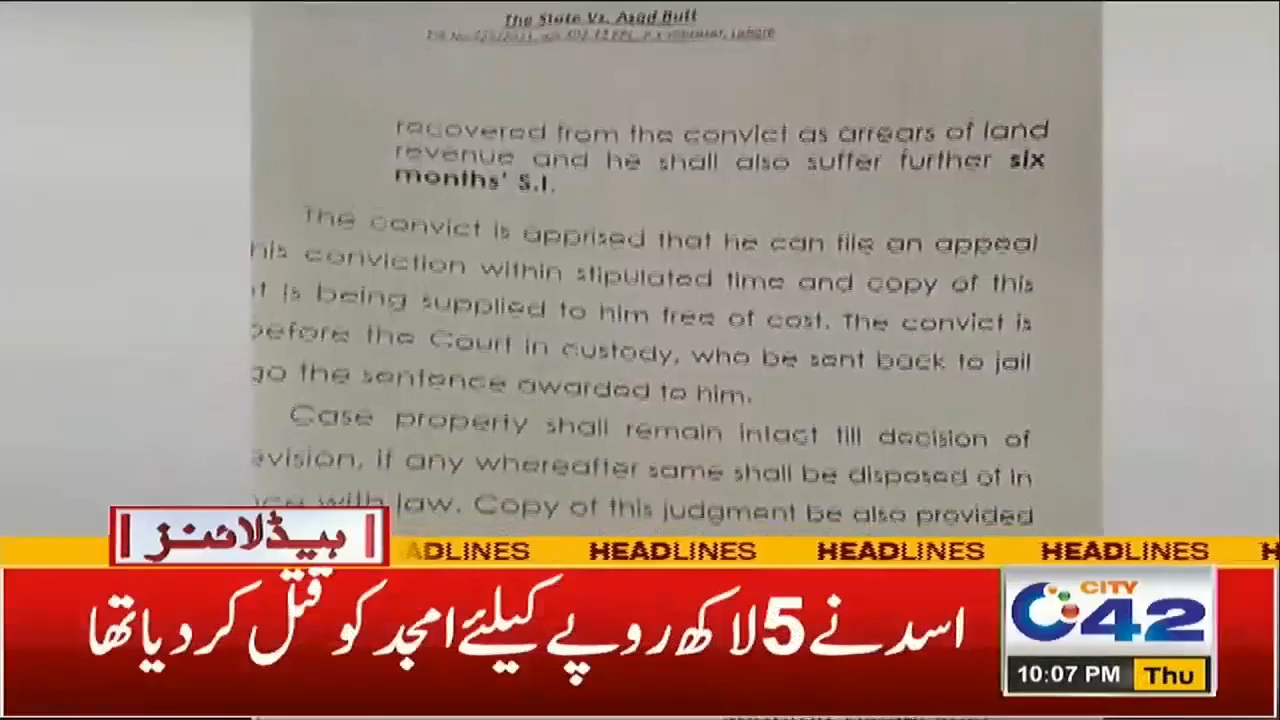 The State Vz. Asad Butt
Lahore
recovered from the convict as arrears of land
revenue and he shall also suffer further six
months' S.I.
The convict is apprised that he can file an appeal
his conviction within stipulated time and copy of this
t is being supplied to him free of cost. The convict is
before the Court in custody, who be sent back to jail
go the sentence awarded to him.
Case property shall remain intact till decision of
evision, if any whereafter same shall be disposed of in
nce with law. Copy of this judgment be also provided
ہیڈلائنز
ADLINES HEADLINES HEADLINES HEADLINES H
اسد نے 5 لاکھ روپے کیلئے امجد کو قتل کر دیا تھا
CITY
42
10:07 PM Thu